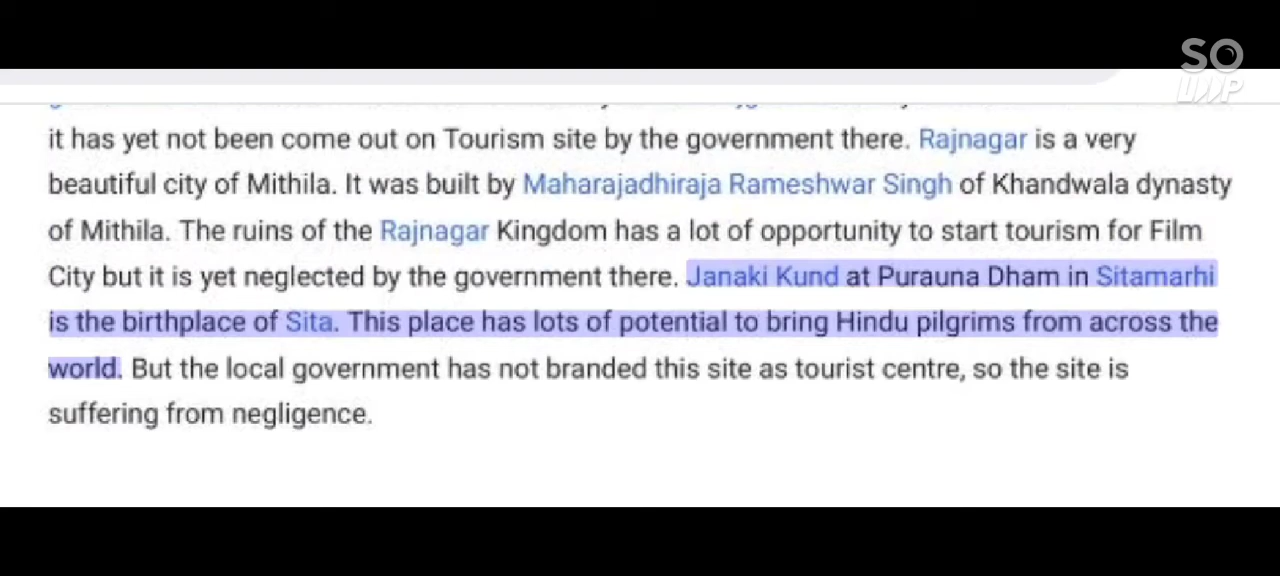 SO
it has yet not been come out on Tourism site by the government there. Rajnagar is a very
beautiful city of Mithila. It was built by Maharajadhiraja Rameshwar Singh of Khandwala dynasty
of Mithila. The ruins of the Rajnagar Kingdom has a lot of opportunity to start tourism for Film
City but it is yet neglected by the government there. Janaki Kund at Purauna Dham in Sitamarhi
is the birthplace of Sita. This place has lots of potential to bring Hindu pilgrims from across the
world. But the local government has not branded this site as tourist centre, so the site is
suffering from negligence.